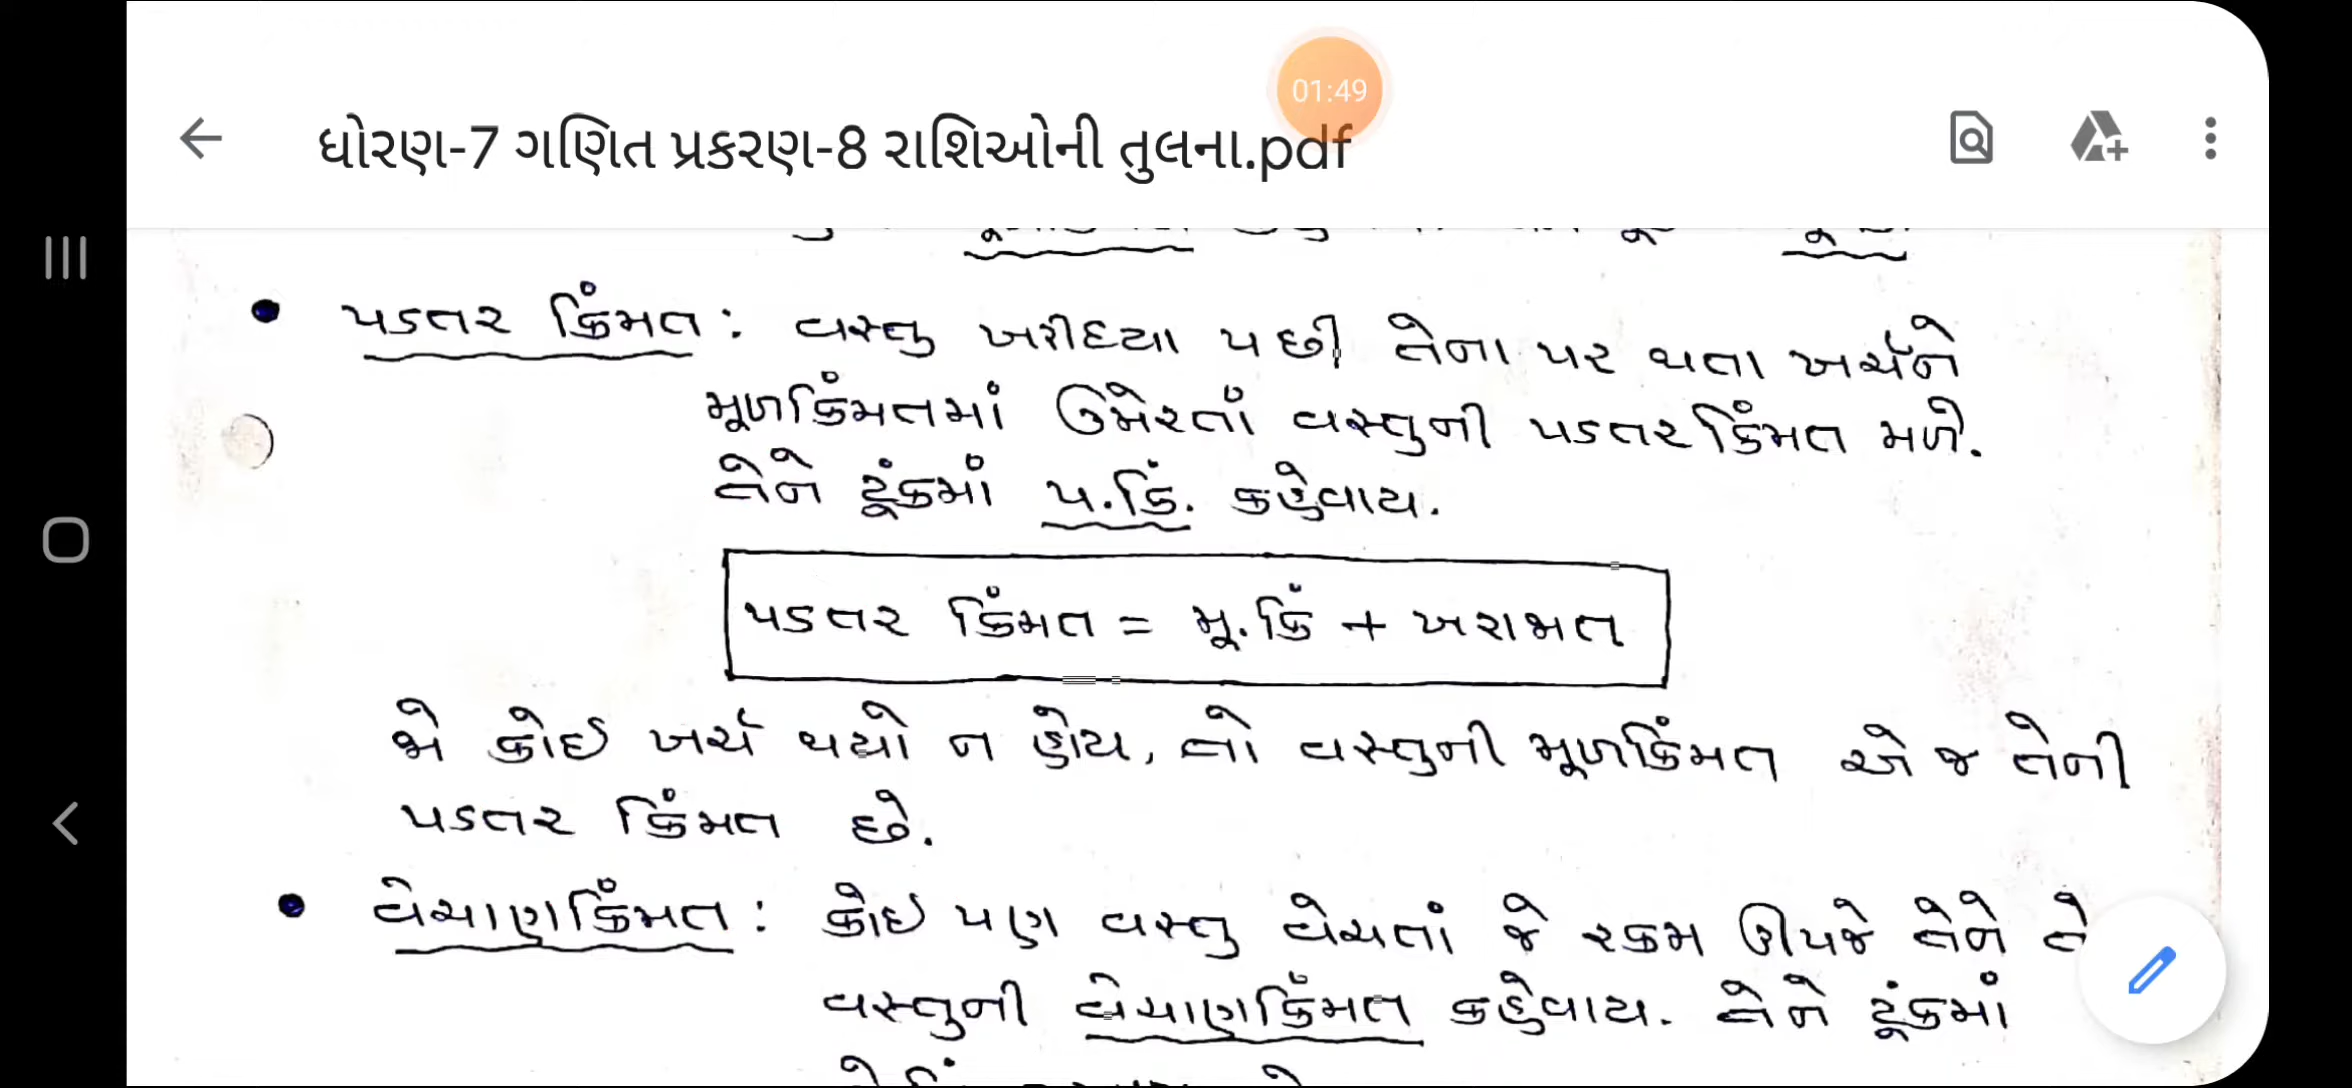 01:49
ધોરણ-7 ગણિત પ્રકરણ-8 રાશિઓની તુલના.pdf
• પડતર કિંમત : વસ્તુ ખરીદ્યા પછી તેના પર થતા ખર્ચને
મૂળકિંમતમાં ઉમેરતાં વસ્તુની પડતરકિંમત મળે.
તેને ટૂંકમાં પ.કિં. કહેવાય.
પડતર કિંમત = મૂ.કિં + ખરાજાત
જો કોઈ ખર્ચ થયો ન હોય, તો વસ્તુની મૂળકિંમત એ જ તેની
પડતર કિંમત છે.
• વેચાણકિંમત : કોઈ પણ વસ્તુ વેચતાં જે રકમ ઊપજે તેને તે
વસ્તુની વેચાણકિંમત કહેવાય. તેને ટૂંકમાં